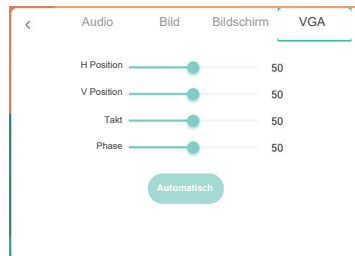 Audio Bild Bildschirm VGA
H Position 50
V Position 50
Takt 50
Phase 50
Automatisch